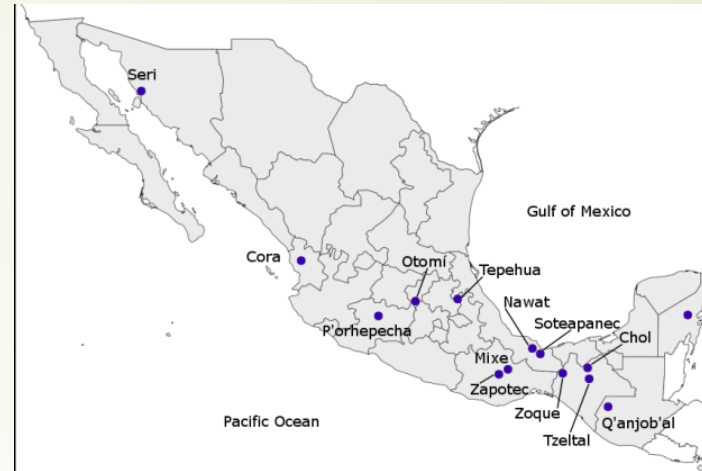 Seri
Gulf of Mexico
Cora
Otomí
Tepehua
Nawat
Soteapanec
P'orhepecha
Chol
Mixe
Zapotec
Zoque
Q'anjob'al
Pacific Ocean
Tzeltal